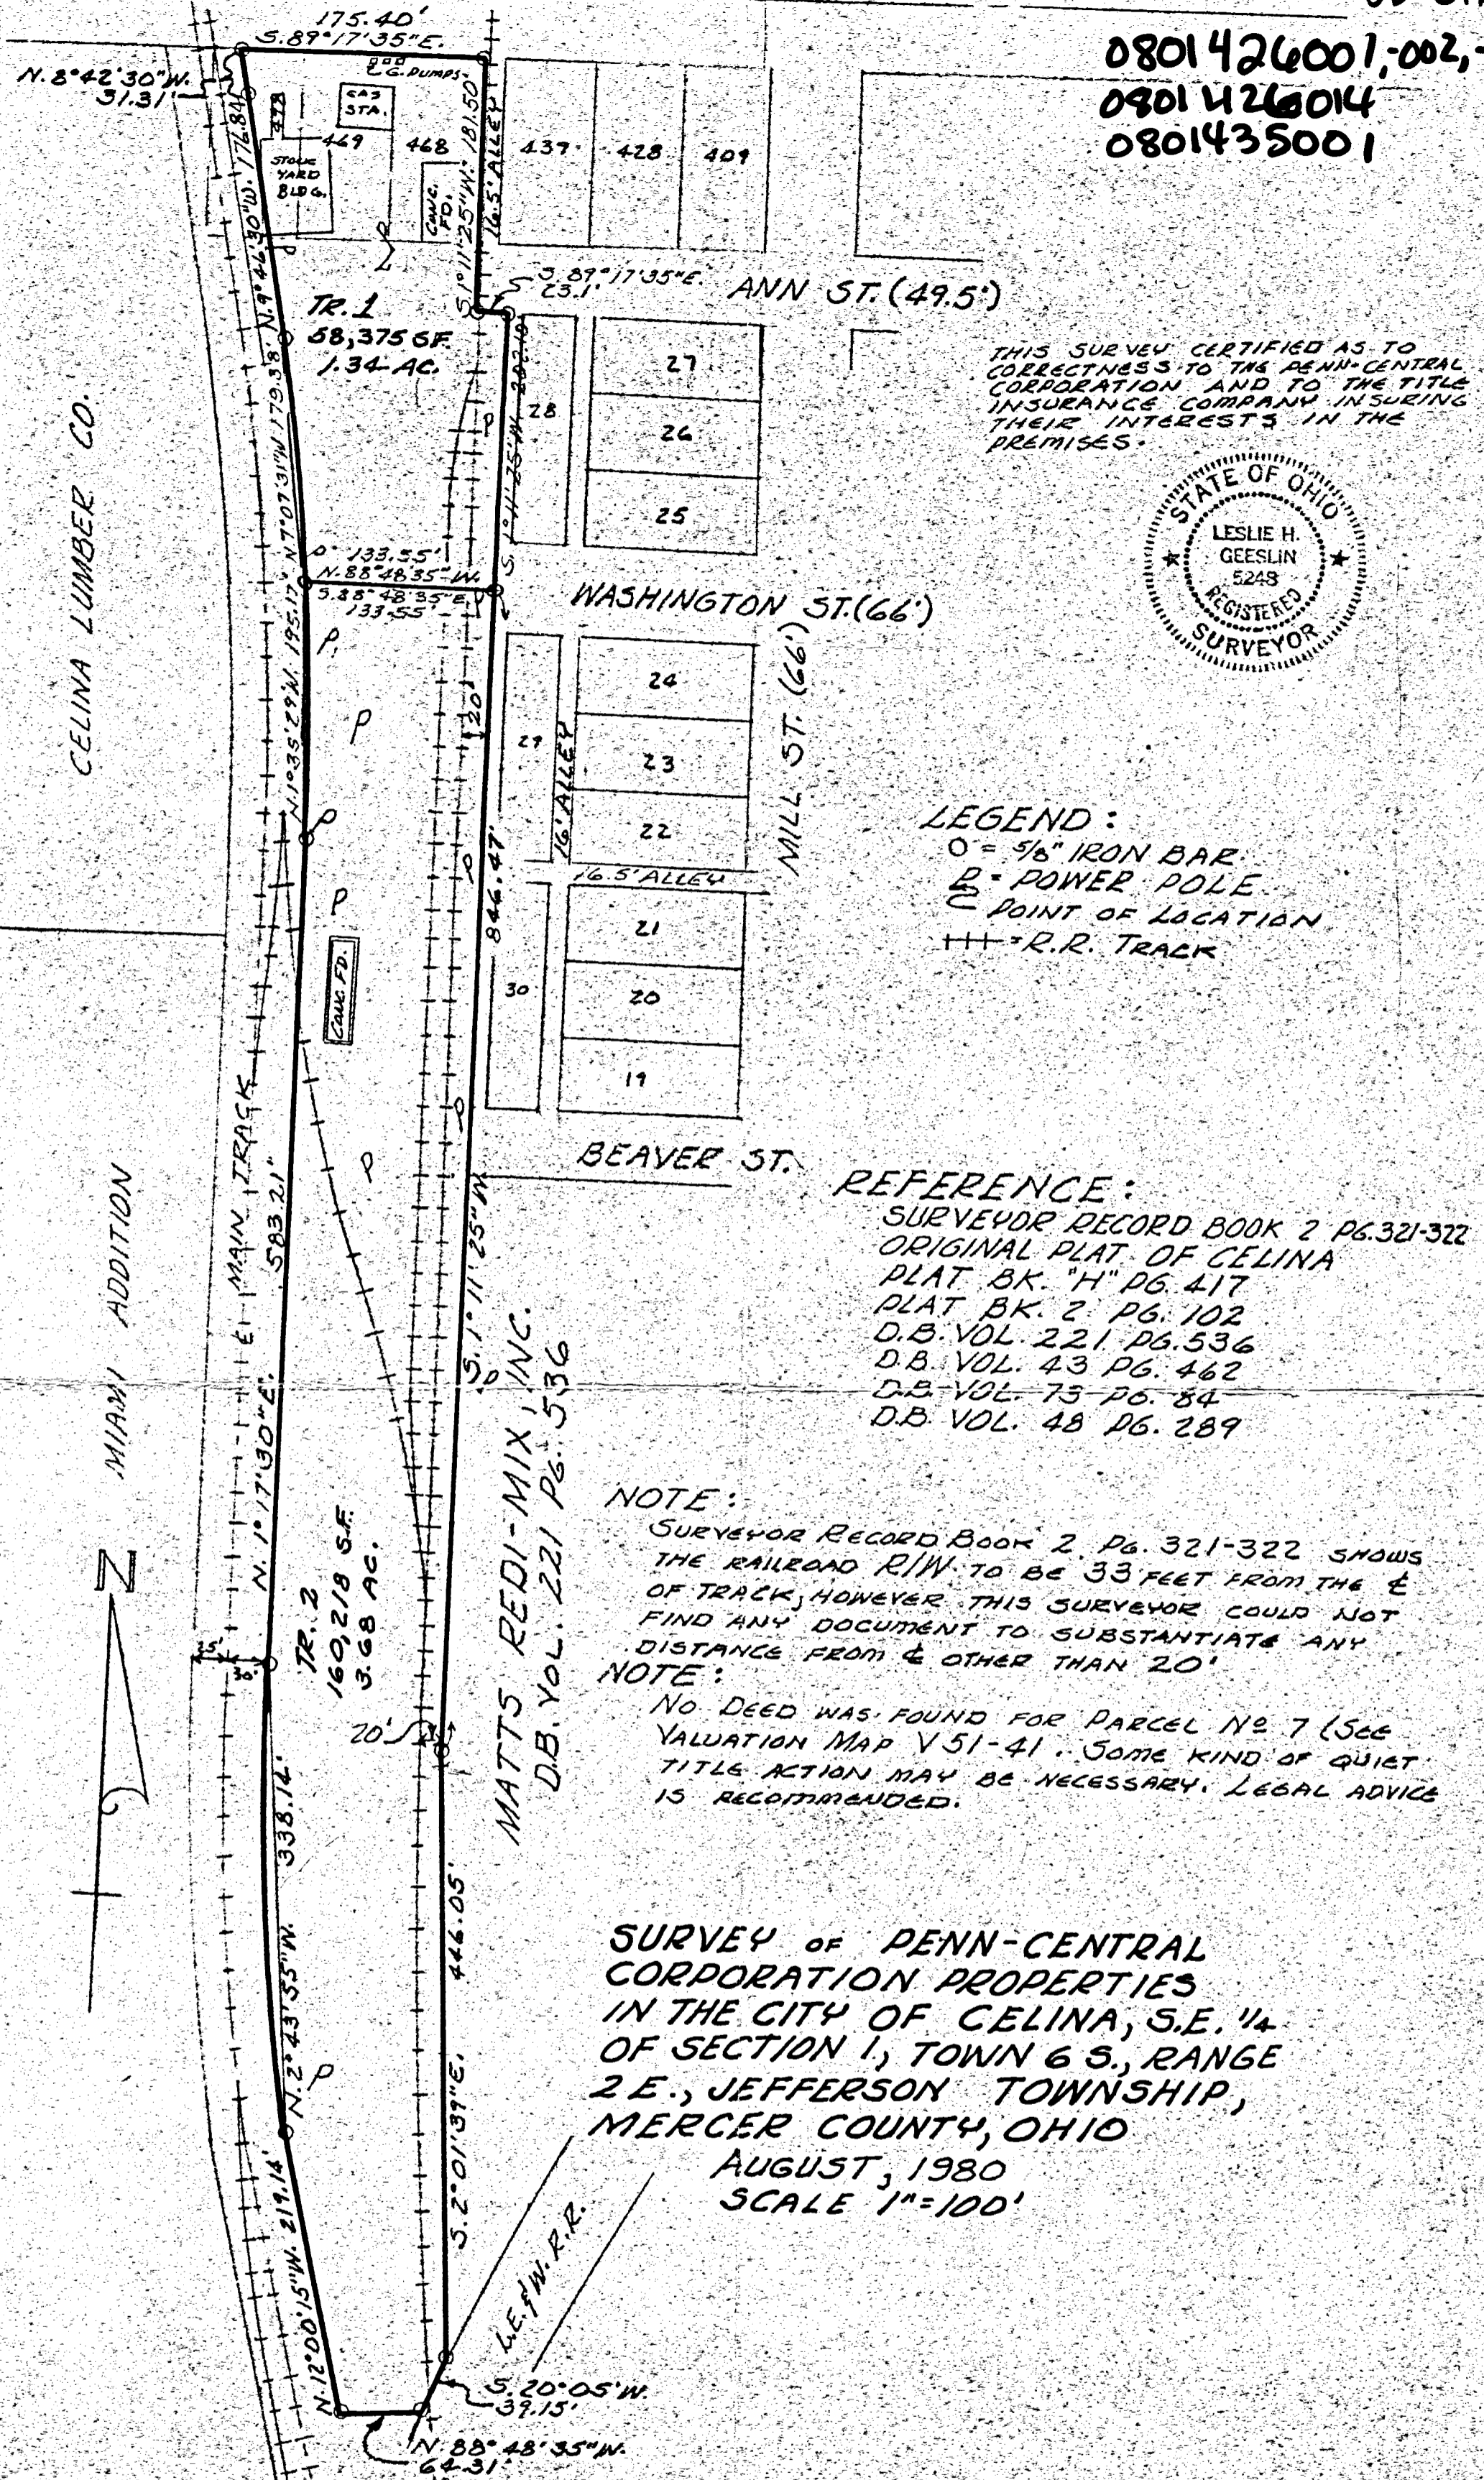 175.40'
S.89°17'35"E.
0801426001,-002,
0801426014
0801435001
N.8°42'30"W.
31.31'
G. PUMPS
GAS
STA.
469
468
STOCK
YARD
BLDG.
CONC.
FD.
N.9°46'30"W. 176.84'
S.1°11'25"W. 181.50'
16.5' ALLEY
439
428
409
S.89°17'35"E.
23.1'
ANN ST. (49.5')
TR. 1
58,375 SF.
1.34 AC.
N.7°07'31"W 179.38'
S.1°11'25"W
28
27
26
25
THIS SURVEY CERTIFIED AS TO
CORRECTNESS TO THE PENN-CENTRAL
CORPORATION AND TO THE TITLE
INSURANCE COMPANY INSURING
THEIR INTERESTS IN THE
PREMISES.
STATE OF OHIO
LESLIE H.
GEESLIN
5248
REGISTERED
SURVEYOR
CELINA LUMBER CO.
133.55'
N.88°48'35"W.
S.88°48'35"E.
133.55'
WASHINGTON ST.(66')
MILL ST. (66')
N.1°35'29"W. 195.17'
20'
29
16' ALLEY
24
23
22
16.5' ALLEY
846.47'
LEGEND:
O = 5/8" IRON BAR
P = POWER POLE
POINT OF LOCATION
= R.R. TRACK
CONC. FD.
30
21
20
19
BEAVER ST.
MAIN TRACK
583.21"
N. 1°17'30"E.
MIAMI ADDITION
S.1°11'25"W
REFERENCE:
SURVEYOR RECORD BOOK 2 PG.321-322
ORIGINAL PLAT OF CELINA
PLAT BK. "H" PG. 417
PLAT BK. 2 PG. 102
D.B. VOL. 221 PG.536
D.B. VOL. 43 PG. 462
D.B. VOL. 73 PG. 84
D.B. VOL. 48 PG. 289
MATTS REDI-MIX, INC.
D.B. VOL. 221 PG. 536
NOTE:
SURVEYOR RECORD BOOK 2 PG. 321-322 SHOWS
THE RAILROAD R/W TO BE 33 FEET FROM THE ℄
OF TRACK, HOWEVER THIS SURVEYOR COULD NOT
FIND ANY DOCUMENT TO SUBSTANTIATE ANY
DISTANCE FROM ℄ OTHER THAN 20'
NOTE:
NO DEED WAS FOUND FOR PARCEL Nº 7 (SEE
VALUATION MAP V51-41. SOME KIND OF QUIET
TITLE ACTION MAY BE NECESSARY. LEGAL ADVICE
IS RECOMMENDED.
N
TR. 2
160,218 S.F.
3.68 AC.
20'
N.2°43'55"W. 338.14'
S.2°01'39"E. 446.05'
SURVEY OF PENN-CENTRAL
CORPORATION PROPERTIES
IN THE CITY OF CELINA, S.E. 1/4
OF SECTION 1, TOWN 6 S., RANGE
2 E., JEFFERSON TOWNSHIP,
MERCER COUNTY, OHIO
AUGUST, 1980
SCALE 1"=100'
N.12°00'15"W. 219.14'
L.E.&W. R.R.
S.20°05'W.
39.15'
N.88°48'35"W.
64.31'